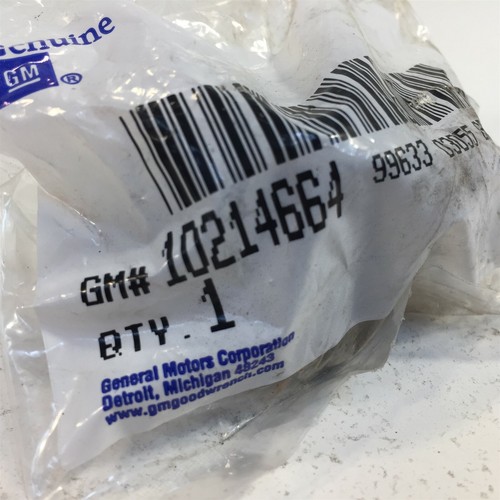 Genuine
GM ®
99633
GM# 10214664
QTY. 1
General Motors Corporation
Detroit, Michigan 48243
www.gmgoodwrench.com